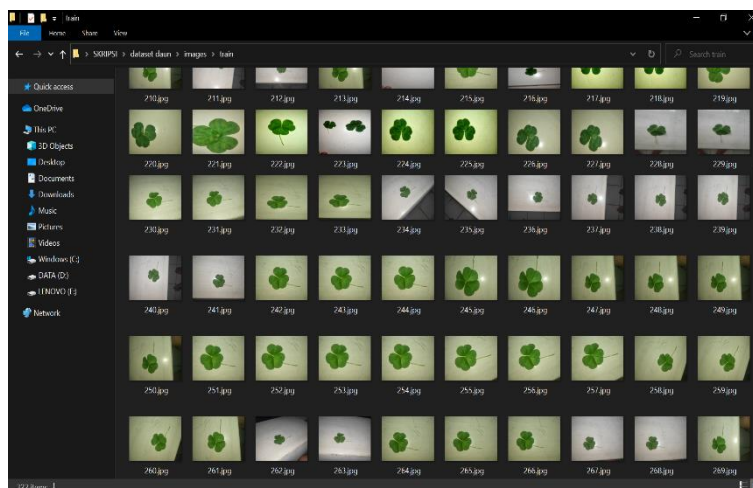 train
File Home Share View
SKRIPSI > dataset daun > images > train
Search train
Quick access
OneDrive
This PC
3D Objects
Desktop
Documents
Downloads
Music
Pictures
Videos
Windows (C:)
DATA (D:)
LENOVO (E:)
Network
210.jpg 211.jpg 212.jpg 213.jpg 214.jpg 215.jpg 216.jpg 217.jpg 218.jpg 219.jpg
220.jpg 221.jpg 222.jpg 223.jpg 224.jpg 225.jpg 226.jpg 227.jpg 228.jpg 229.jpg
230.jpg 231.jpg 232.jpg 233.jpg 234.jpg 235.jpg 236.jpg 237.jpg 238.jpg 239.jpg
240.jpg 241.jpg 242.jpg 243.jpg 244.jpg 245.jpg 246.jpg 247.jpg 248.jpg 249.jpg
250.jpg 251.jpg 252.jpg 253.jpg 254.jpg 255.jpg 256.jpg 257.jpg 258.jpg 259.jpg
260.jpg 261.jpg 262.jpg 263.jpg 264.jpg 265.jpg 266.jpg 267.jpg 268.jpg 269.jpg